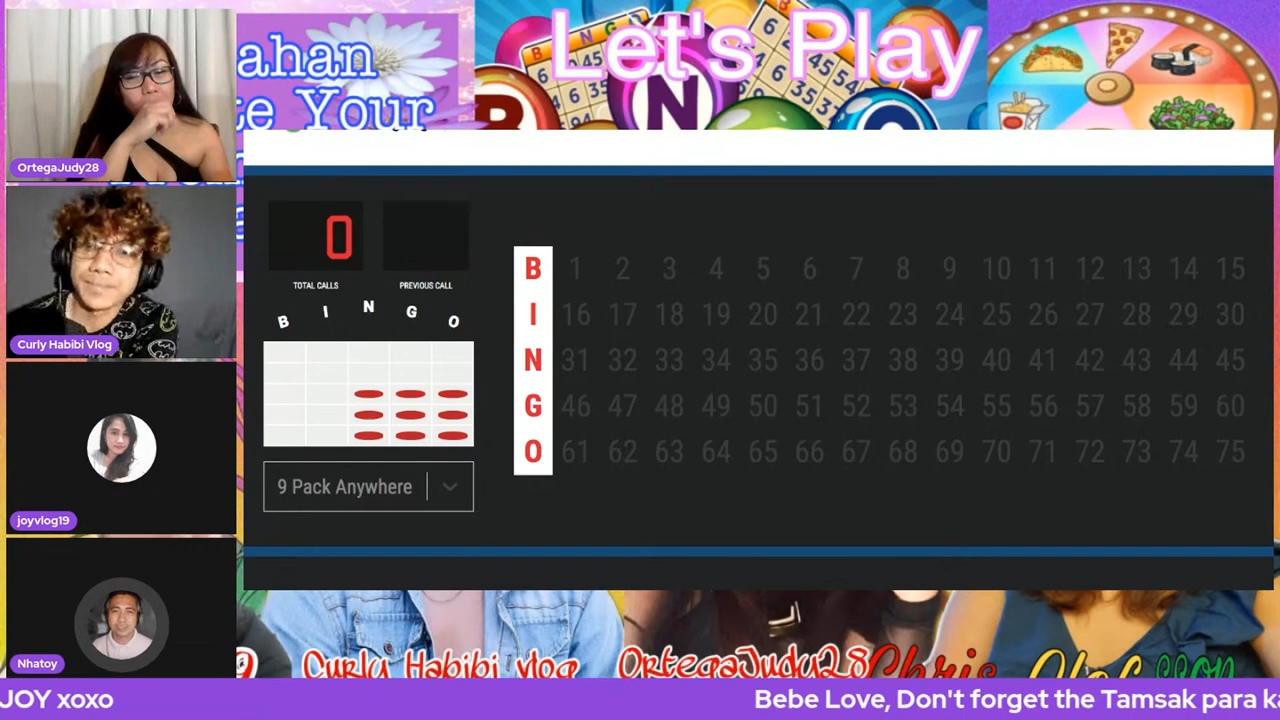 OrtegaJudy28
Curly Habibi Vlog
joyvlog19
Nhatoy
ahan
te Your
Let's Play
B N O
0
TOTAL CALLS
PREVIOUS CALL
B I N G O
9 Pack Anywhere
B 1 2 3 4 5 6 7 8 9 10 11 12 13 14 15
I 16 17 18 19 20 21 22 23 24 25 26 27 28 29 30
N 31 32 33 34 35 36 37 38 39 40 41 42 43 44 45
G 46 47 48 49 50 51 52 53 54 55 56 57 58 59 60
O 61 62 63 64 65 66 67 68 69 70 71 72 73 74 75
9 Curly Habibi vlog OrtegaJudy28 Chris
JOY xoxo
Bebe Love, Don't forget the Tamsak para ka